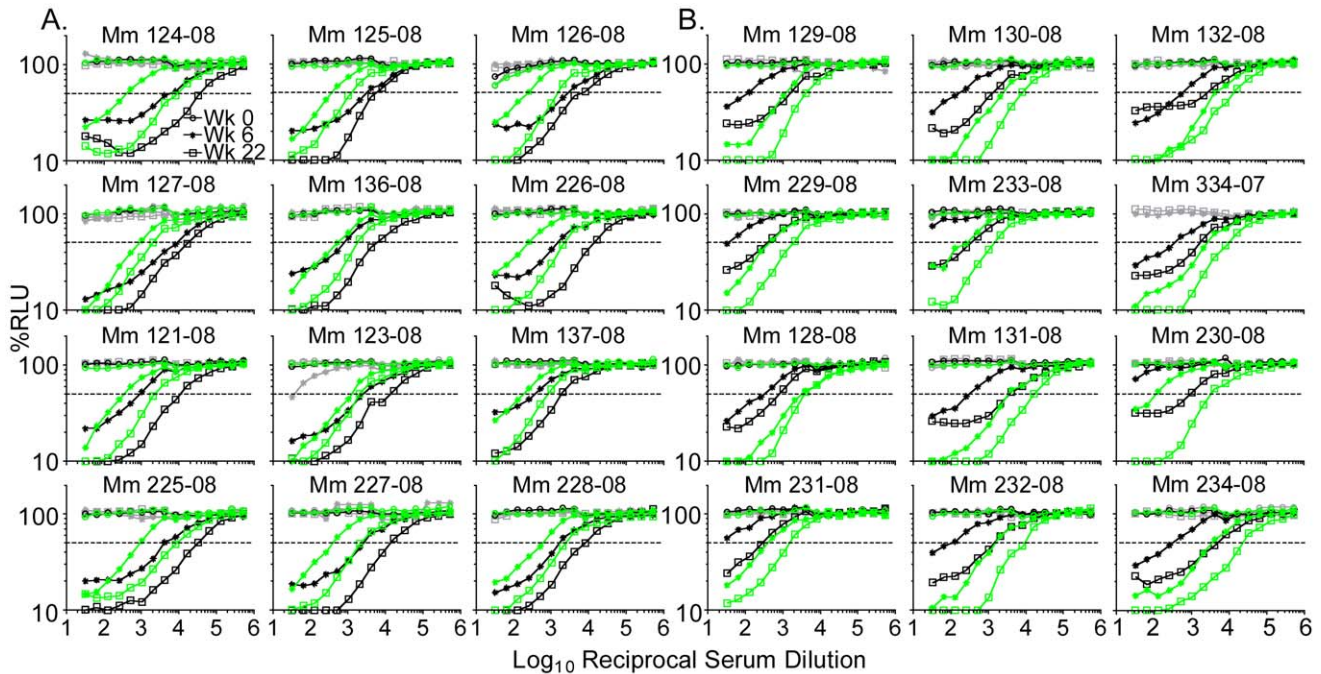 A.
B.
Mm 124-08 Mm 125-08 Mm 126-08 Mm 129-08 Mm 130-08 Mm 132-08
100
Wk 0
Wk 6
Wk 22
10
Mm 127-08 Mm 136-08 Mm 226-08 Mm 229-08 Mm 233-08 Mm 334-07
100
10
%RLU
Mm 121-08 Mm 123-08 Mm 137-08 Mm 128-08 Mm 131-08 Mm 230-08
100
10
Mm 225-08 Mm 227-08 Mm 228-08 Mm 231-08 Mm 232-08 Mm 234-08
100
10
1 2 3 4 5 6 1 2 3 4 5 6 1 2 3 4 5 6 1 2 3 4 5 6 1 2 3 4 5 6 1 2 3 4 5 6
Log10 Reciprocal Serum Dilution